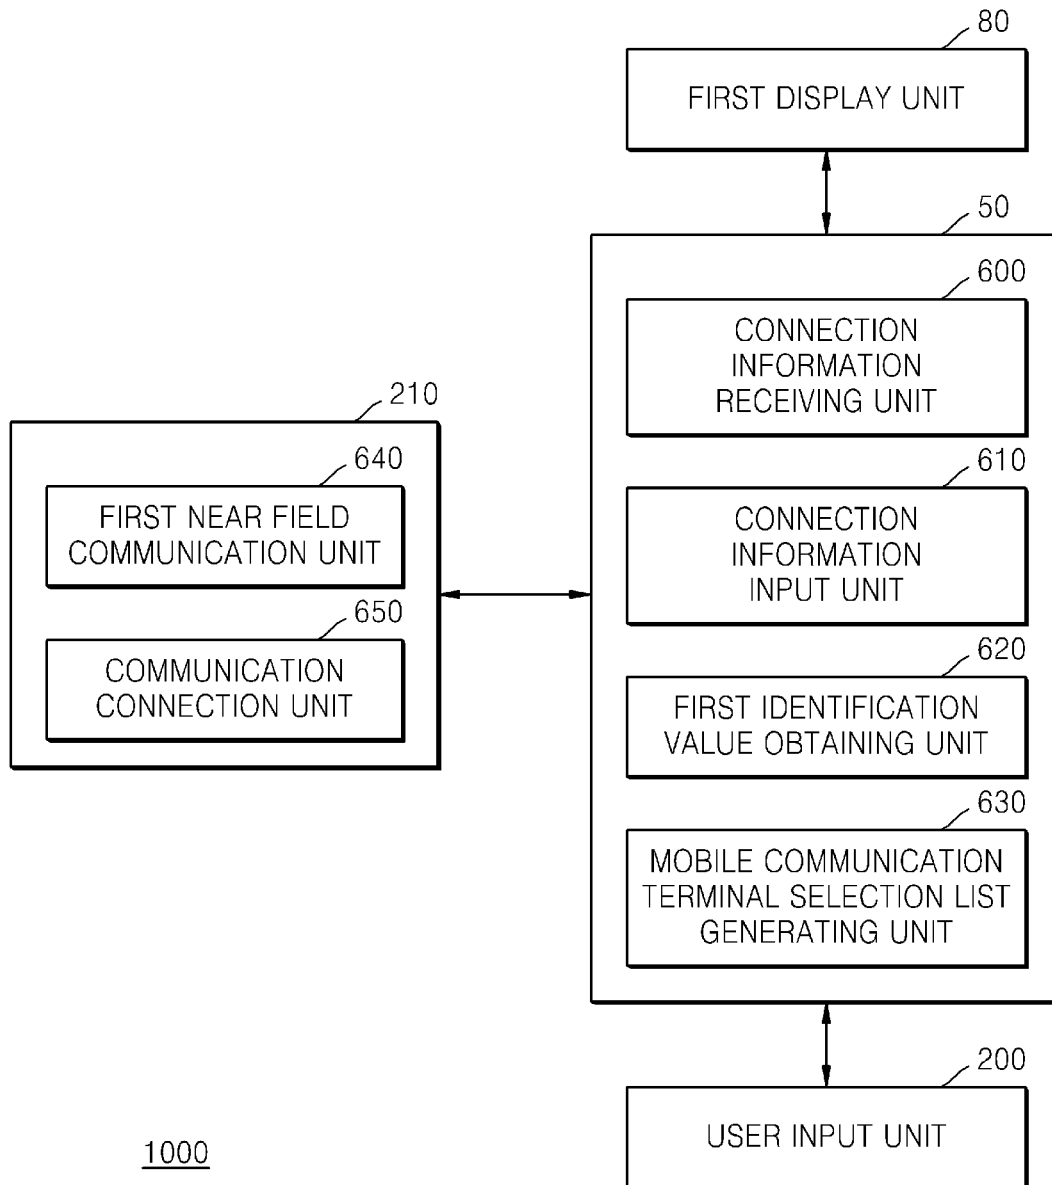 80
FIRST DISPLAY UNIT
50
600
CONNECTION
INFORMATION
RECEIVING UNIT
210
640
FIRST NEAR FIELD
COMMUNICATION UNIT
610
CONNECTION
INFORMATION
INPUT UNIT
650
COMMUNICATION
CONNECTION UNIT
620
FIRST IDENTIFICATION
VALUE OBTAINING UNIT
630
MOBILE COMMUNICATION
TERMINAL SELECTION LIST
GENERATING UNIT
200
USER INPUT UNIT
1000